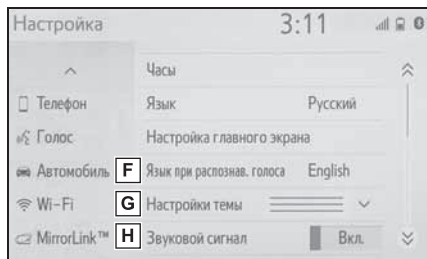 Настройка 3:11
Часы
Телефон Язык Русский
Голос Настройка главного экрана
Автомобиль F Язык при распознав. голоса English
Wi-Fi G Настройки темы
MirrorLink™ H Звуковой сигнал Вкл.